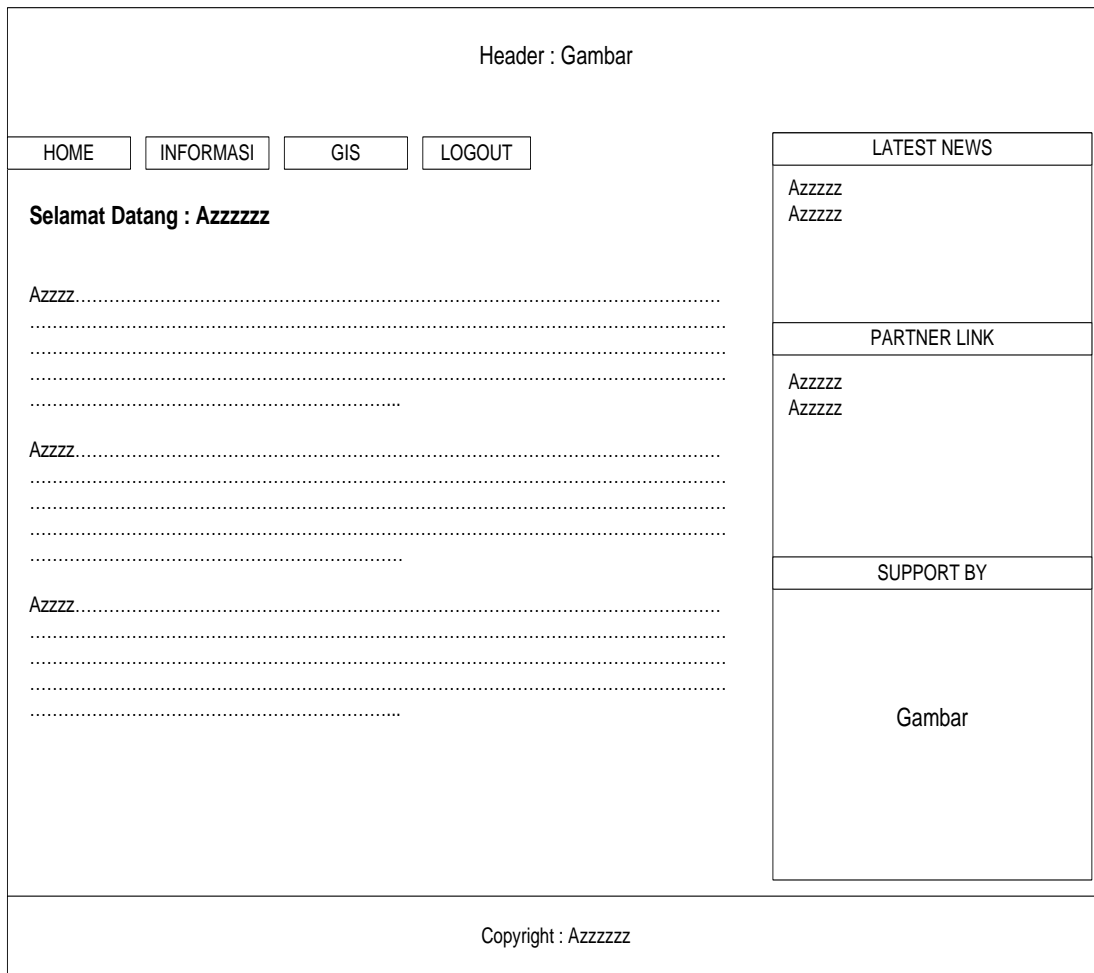 Header : Gambar
HOME
INFORMASI
GIS
LOGOUT
Selamat Datang : Azzzzzz
Azzzz……………………………………………………………………………………………………
……………………………………………………………………………………………………………
……………………………………………………………………………………………………………
……………………………………………………………………………………………………………
………………………………………………………...
Azzzz……………………………………………………………………………………………………
……………………………………………………………………………………………………………
……………………………………………………………………………………………………………
……………………………………………………………………………………………………………
…………………………………………………………
Azzzz……………………………………………………………………………………………………
……………………………………………………………………………………………………………
……………………………………………………………………………………………………………
……………………………………………………………………………………………………………
………………………………………………………...
LATEST NEWS
Azzzzz
Azzzzz
PARTNER LINK
Azzzzz
Azzzzz
SUPPORT BY
Gambar
Copyright : Azzzzzz